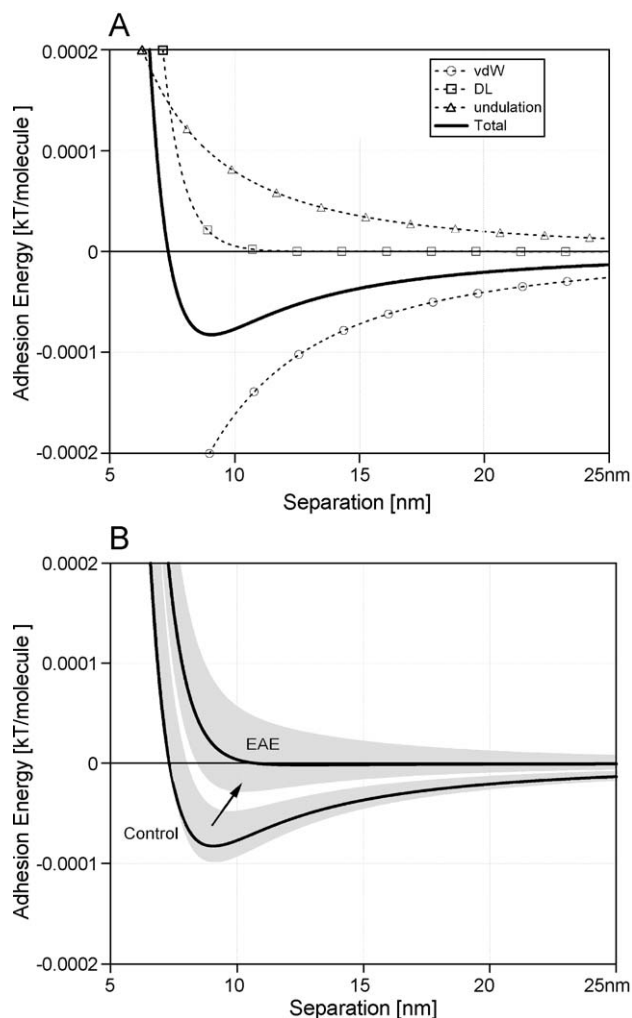 A
0.0002
0.0001
0
-0.0001
-0.0002
Adhesion Energy [kT/molecule ]
vdW
DL
undulation
Total
5
10
15
20
25nm
Separation [nm]
B
0.0002
0.0001
0
-0.0001
-0.0002
Adhesion Energy [kT/molecule ]
EAE
Control
5
10
15
20
25nm
Separation [nm]